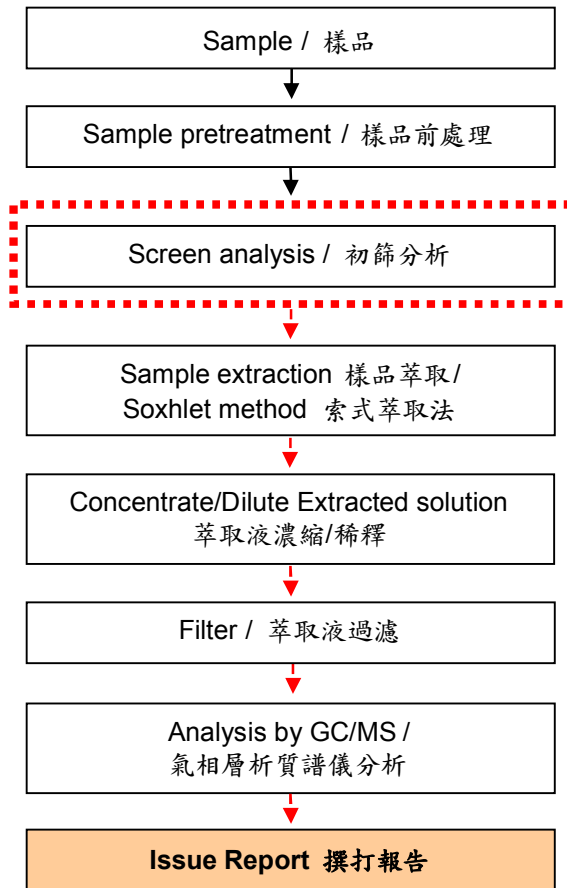 Sample / 樣品
Sample pretreatment / 樣品前處理
Screen analysis / 初篩分析
Sample extraction 樣品萃取/
Soxhlet method 索式萃取法
Concentrate/Dilute Extracted solution
萃取液濃縮/稀釋
Filter / 萃取液過濾
Analysis by GC/MS /
氣相層析質譜儀分析
Issue Report 撰打報告